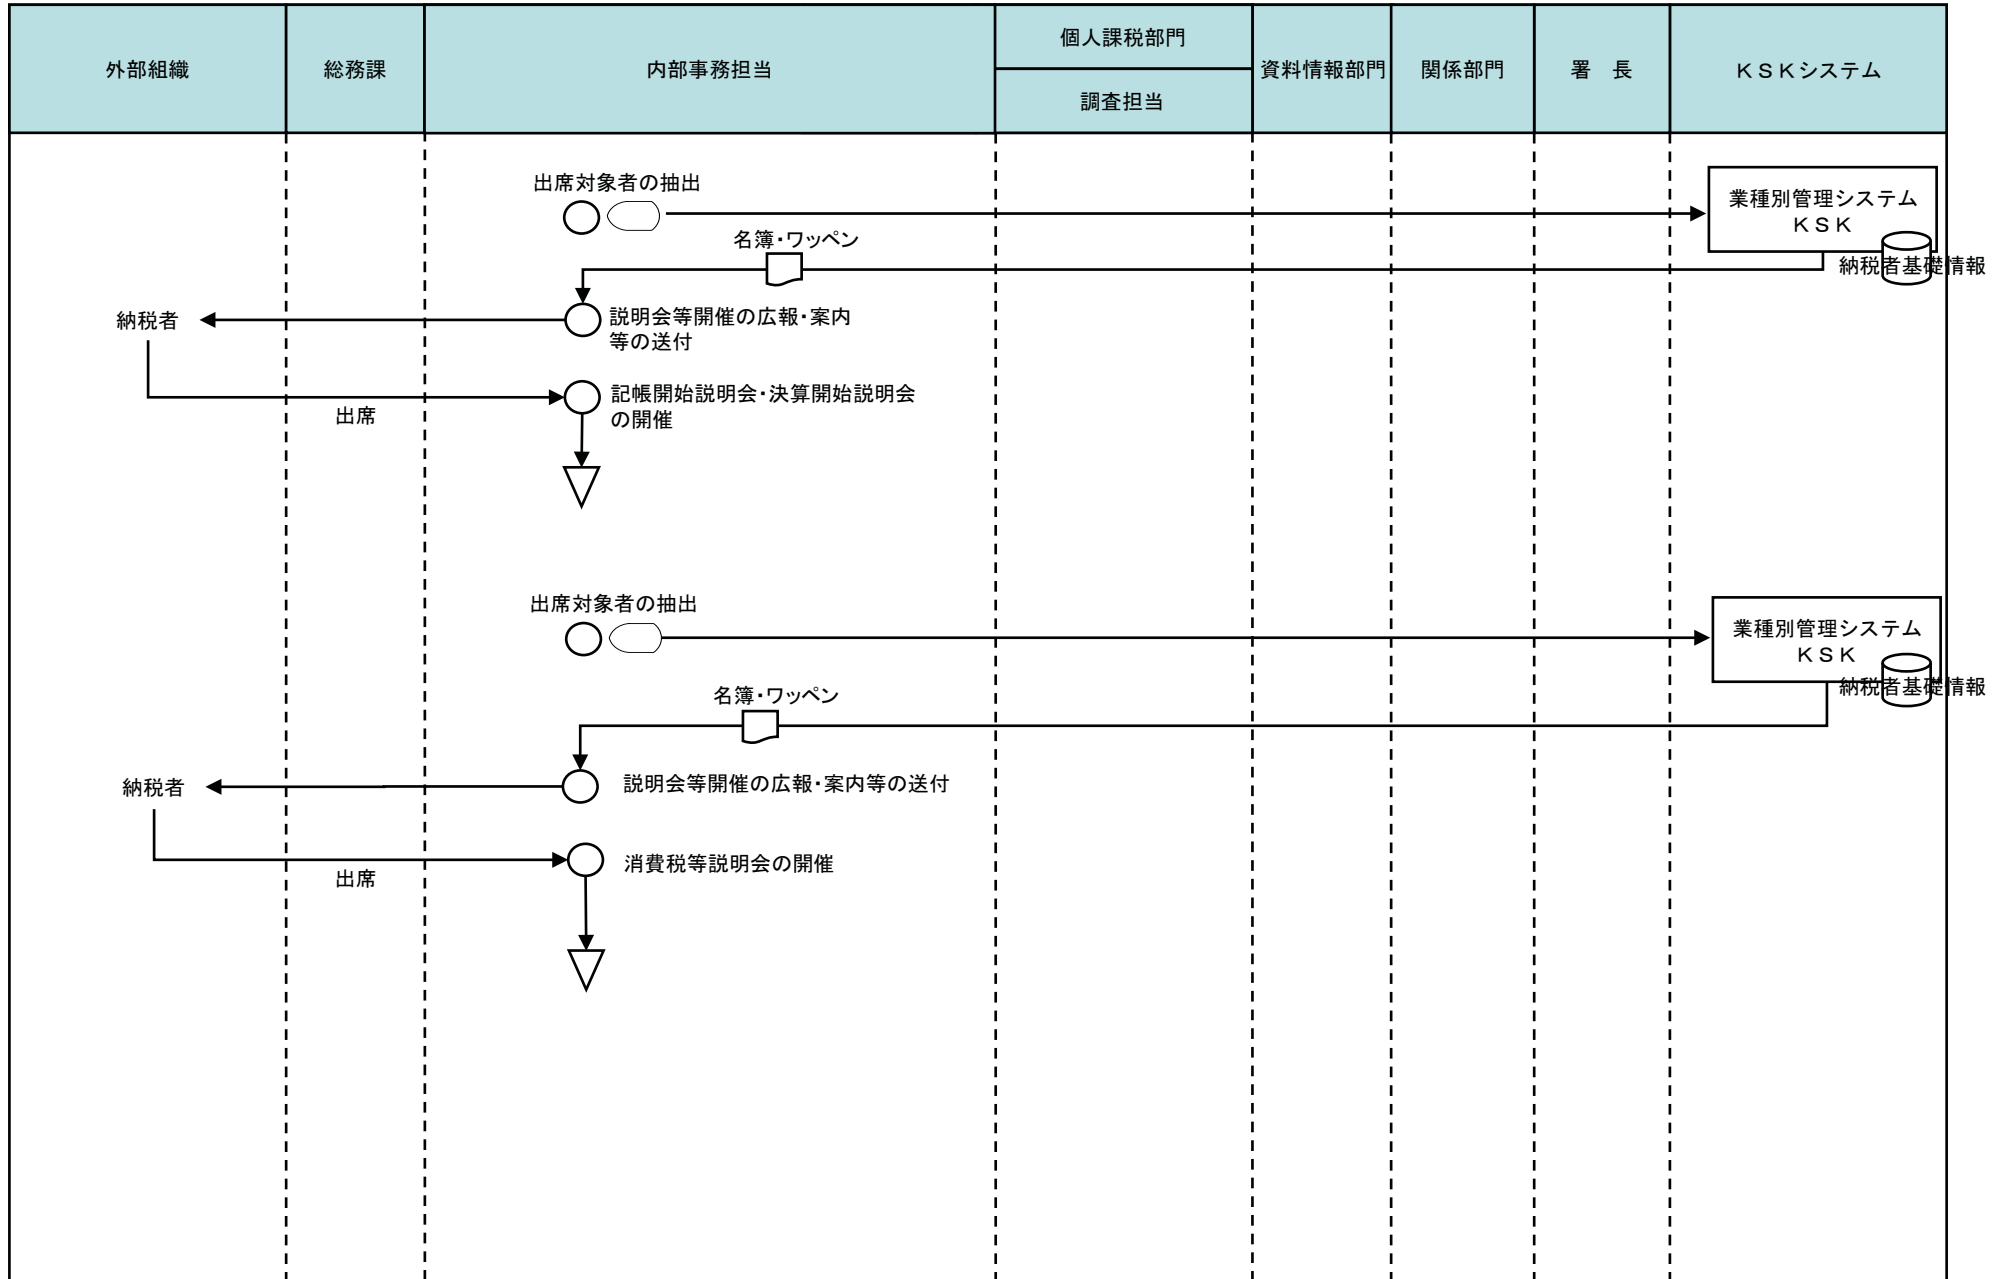 外部組織
総務課
内部事務担当
個人課税部門
調査担当
資料情報部門
関係部門
署　長
ＫＳＫシステム
出席対象者の抽出
業種別管理システム
ＫＳＫ
納税者基礎情報
名簿・ワッペン
納税者
説明会等開催の広報・案内
等の送付
記帳開始説明会・決算開始説明会
の開催
出席
出席対象者の抽出
業種別管理システム
ＫＳＫ
納税者基礎情報
名簿・ワッペン
納税者
説明会等開催の広報・案内等の送付
消費税等説明会の開催
出席